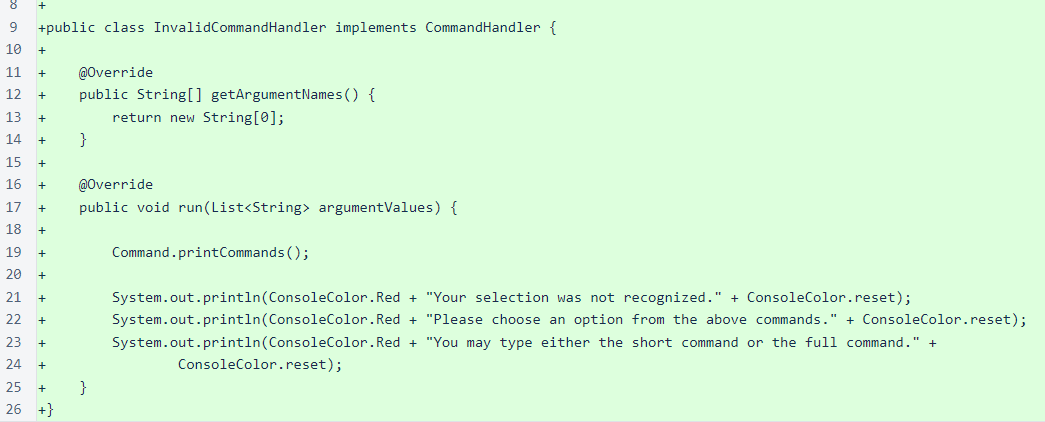 8 +
9 +public class InvalidCommandHandler implements CommandHandler {
10 +
11 +    @Override
12 +    public String[] getArgumentNames() {
13 +        return new String[0];
14 +    }
15 +
16 +    @Override
17 +    public void run(List<String> argumentValues) {
18 +
19 +        Command.printCommands();
20 +
21 +        System.out.println(ConsoleColor.Red + "Your selection was not recognized." + ConsoleColor.reset);
22 +        System.out.println(ConsoleColor.Red + "Please choose an option from the above commands." + ConsoleColor.reset);
23 +        System.out.println(ConsoleColor.Red + "You may type either the short command or the full command." +
24 +                ConsoleColor.reset);
25 +    }
26 +}